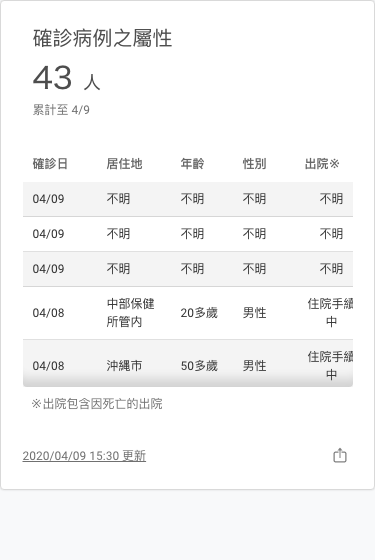 確診病例之屬性
43 人
累計至 4/9
確診日 居住地 年齡 性別 出院※
04/09 不明 不明 不明 不明
04/09 不明 不明 不明 不明
04/09 不明 不明 不明 不明
04/08 中部保健所管內 20多歲 男性 住院手續中
04/08 沖縄市 50多歲 男性 住院手續中
※出院包含因死亡的出院
2020/04/09 15:30 更新